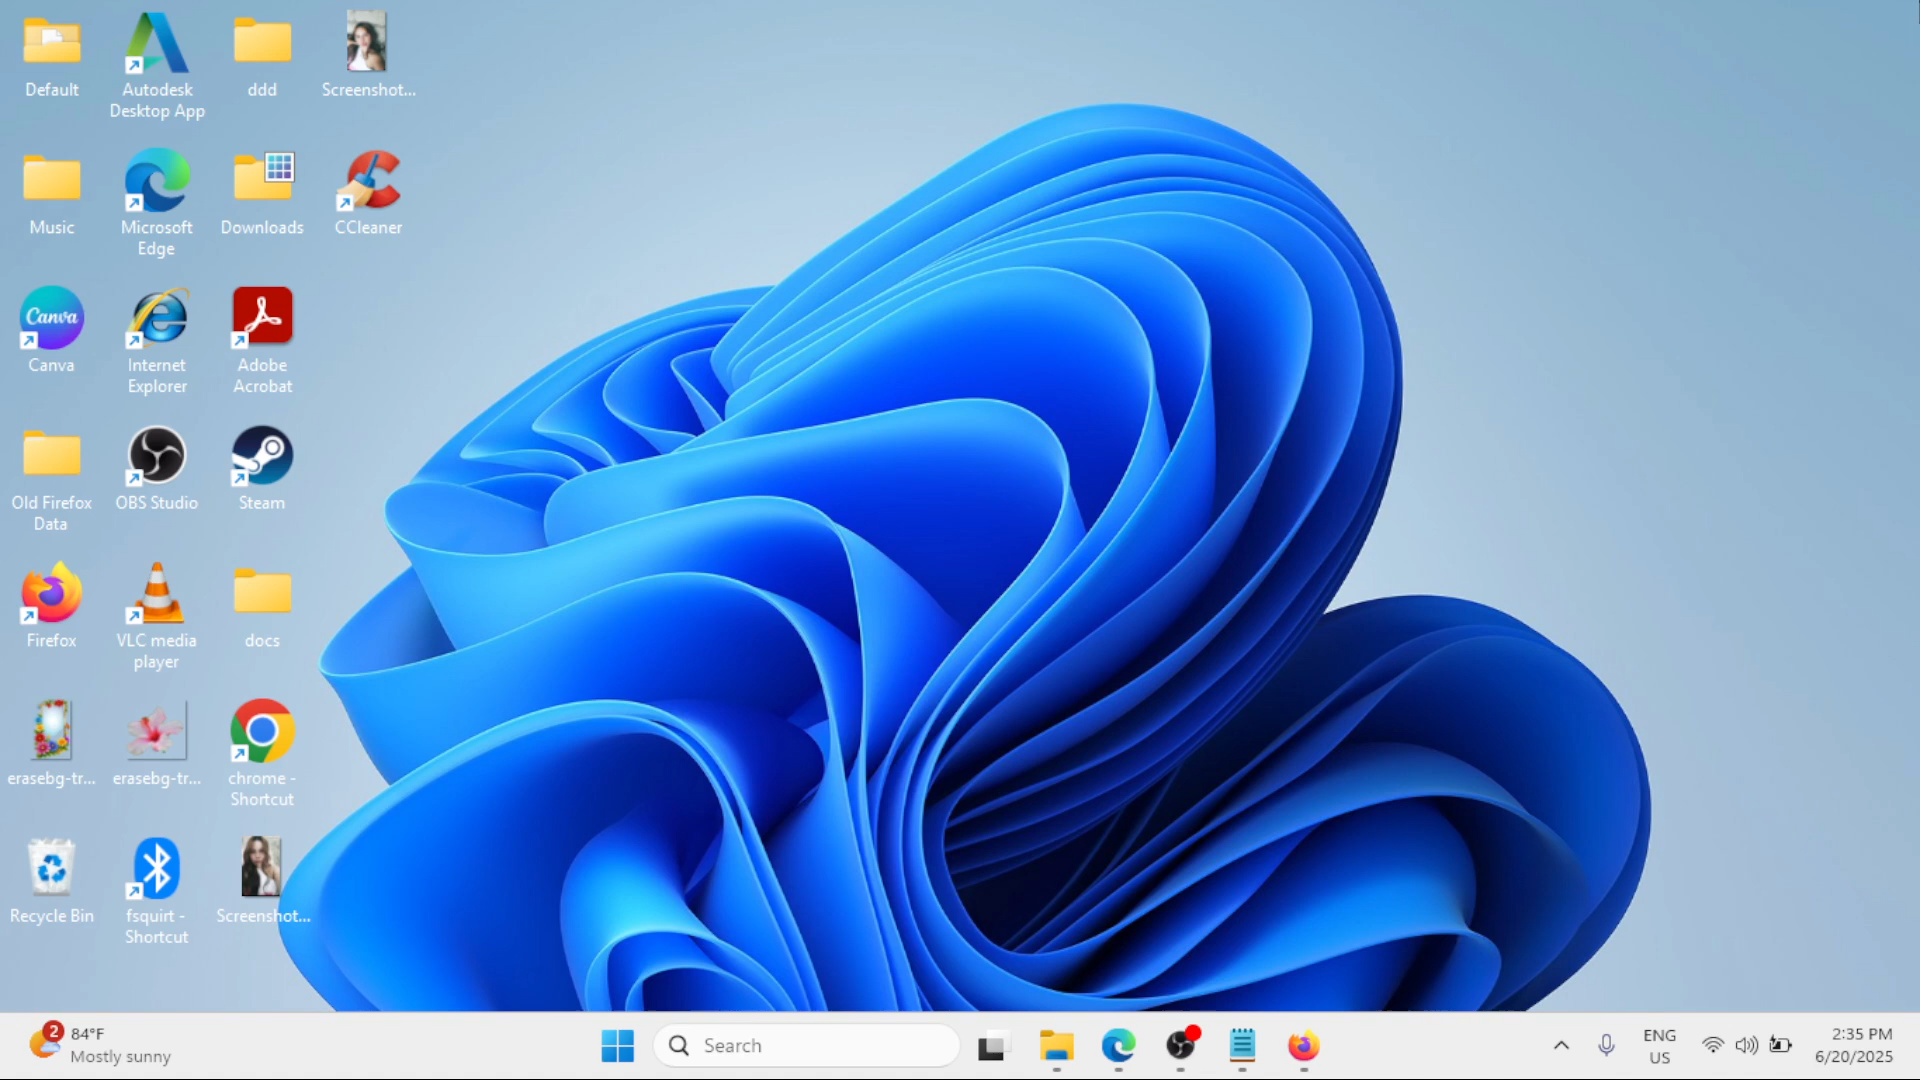 Default
Autodesk
Desktop App
ddd
Screenshot...
Music
Microsoft
Edge
Downloads
CCleaner
Canva
Canva
Internet
Explorer
Adobe
Acrobat
Old Firefox
Data
OBS Studio
Steam
Firefox
VLC media
player
docs
erasebg-tr...
erasebg-tr...
chrome -
Shortcut
Recycle Bin
fsquirt -
Shortcut
Screenshot...
2
84°F
Mostly sunny
Search
ENG
US
2:35 PM
6/20/2025